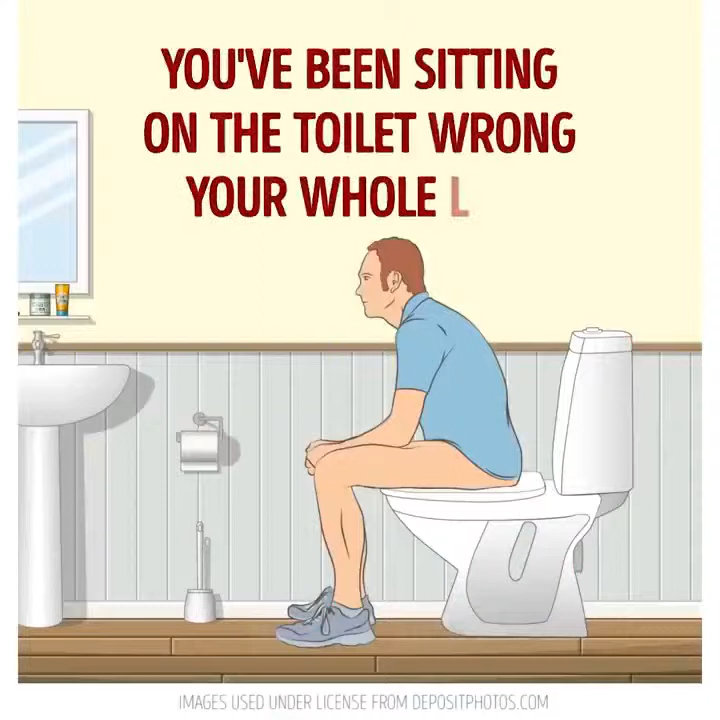 YOU'VE BEEN SITTING
ON THE TOILET WRONG
YOUR WHOLE L
IMAGES USED UNDER LICENSE FROM DEPOSITPHOTOS.COM